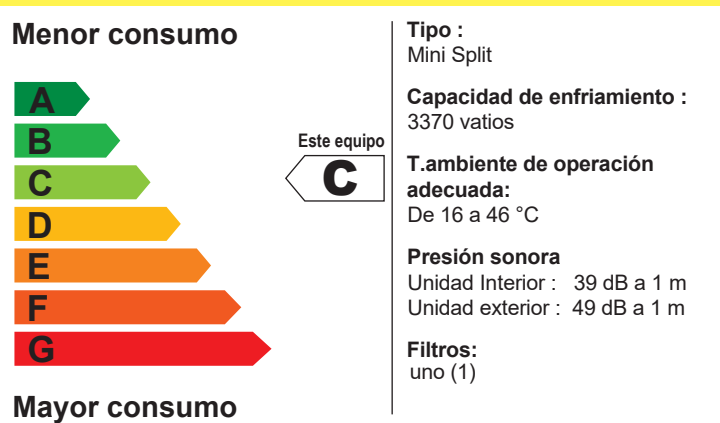 Menor consumo
A
B
C
D
E
F
G
Mayor consumo
Este equipo
C
Tipo :
Mini Split
Capacidad de enfriamiento :
3370 vatios
T.ambiente de operación
adecuada:
De 16 a 46 °C
Presión sonora
Unidad Interior : 39 dB a 1 m
Unidad exterior : 49 dB a 1 m
Filtros:
uno (1)